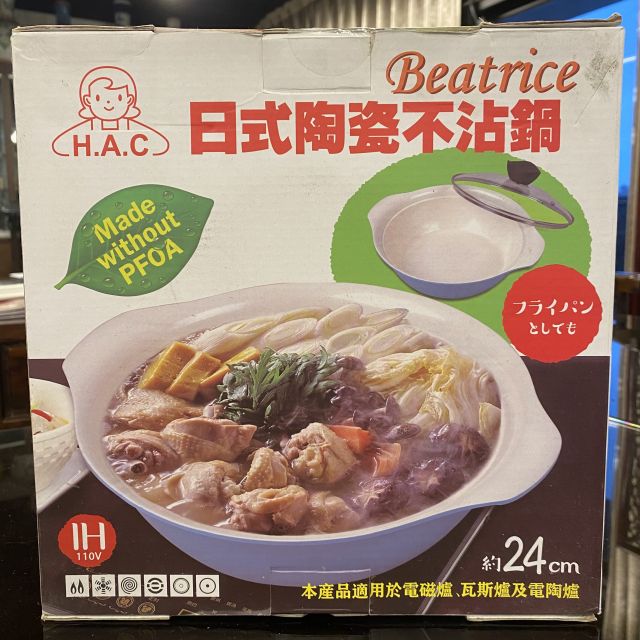 Beatrice
H.A.C
日式陶瓷不沾鍋
Made
without
PFOA
フライパン
としても
IH
110V
約24cm
本産品適用於電磁爐、瓦斯爐及電陶爐